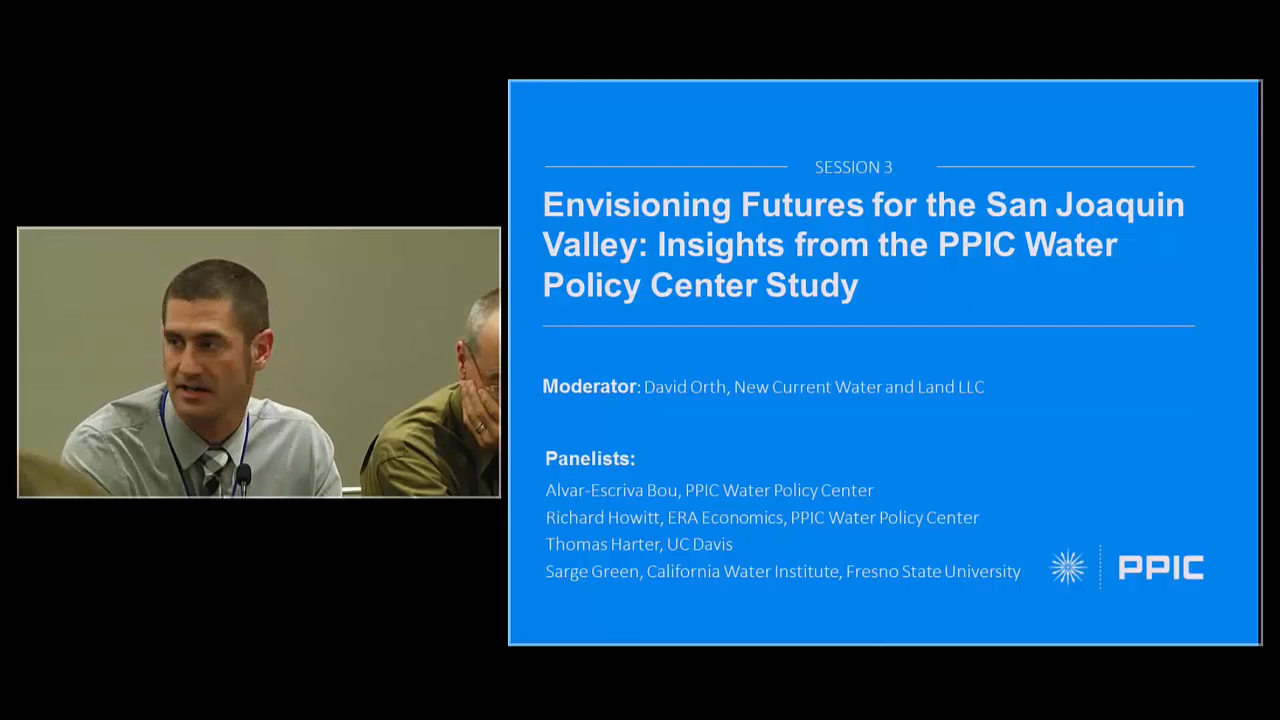 SESSION 3
Envisioning Futures for the San Joaquin
Valley: Insights from the PPIC Water
Policy Center Study
Moderator: David Orth, New Current Water and Land LLC
Panelists:
Alvar-Escriva Bou, PPIC Water Policy Center
Richard Howitt, ERA Economics, PPIC Water Policy Center
Thomas Harter, UC Davis
Sarge Green, California Water Institute, Fresno State University
PPIC